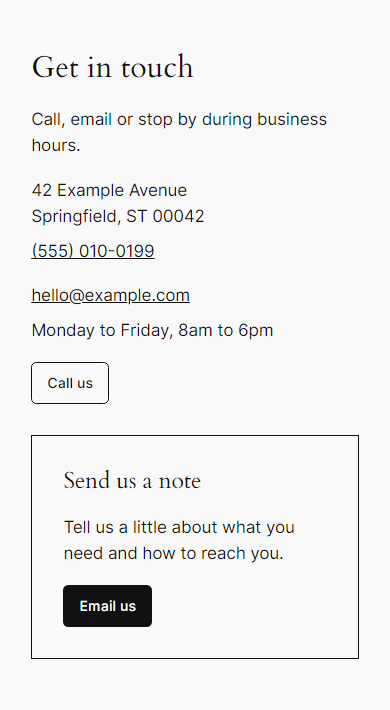 Get in touch
Call, email or stop by during business
hours.
42 Example Avenue
Springfield, ST 00042
(555) 010-0199
hello@example.com
Monday to Friday, 8am to 6pm
Call us
Send us a note
Tell us a little about what you
need and how to reach you.
Email us